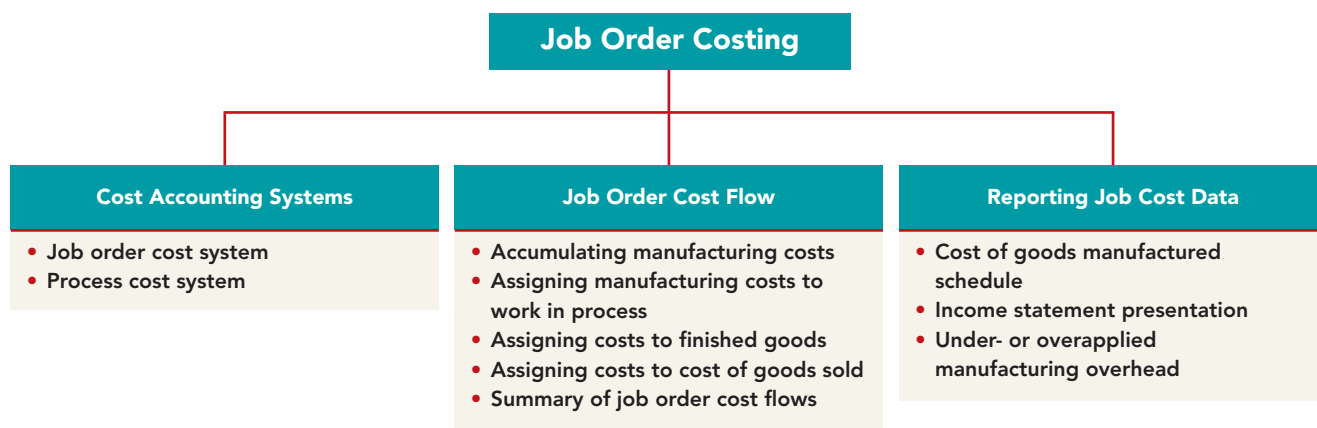 Job Order Costing
Cost Accounting Systems
• Job order cost system
• Process cost system
Job Order Cost Flow
• Accumulating manufacturing costs
• Assigning manufacturing costs to
work in process
• Assigning costs to finished goods
• Assigning costs to cost of goods sold
• Summary of job order cost flows
Reporting Job Cost Data
• Cost of goods manufactured
schedule
• Income statement presentation
• Under- or overapplied
manufacturing overhead